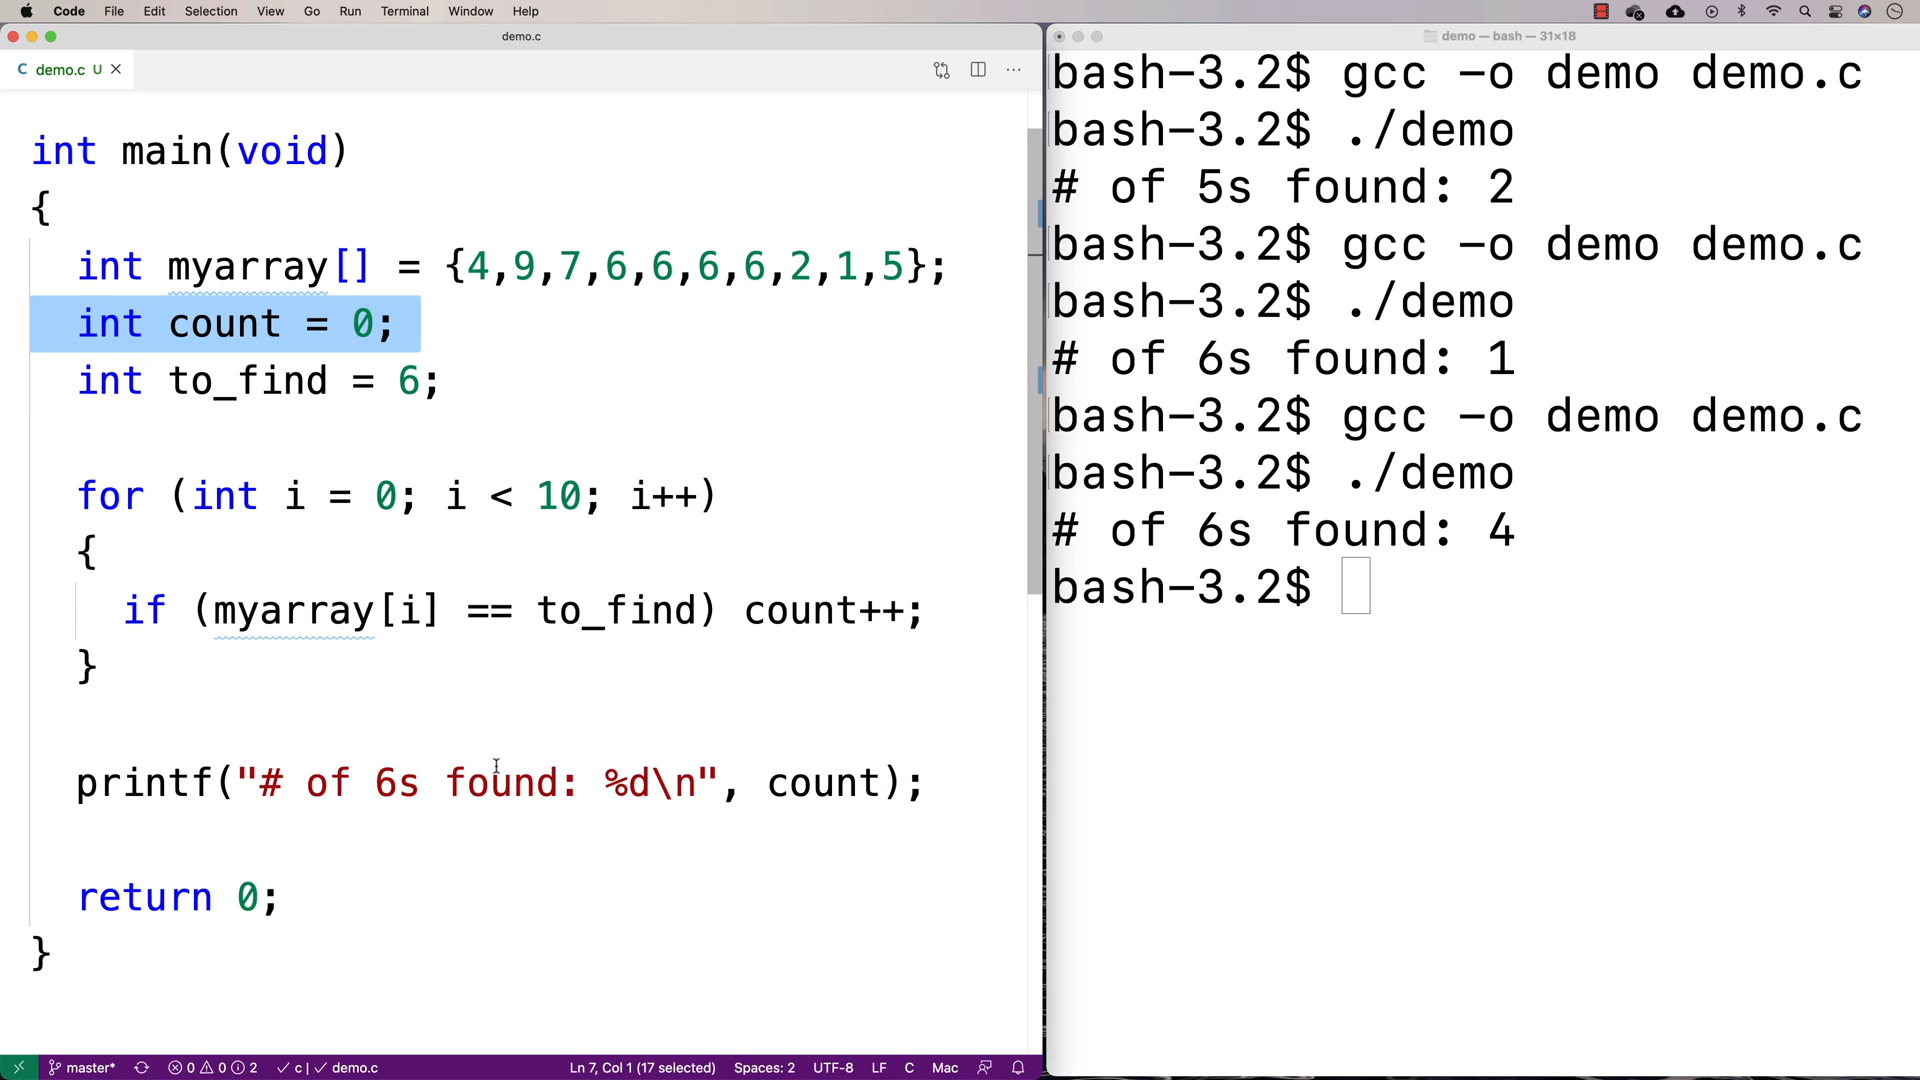 Code File Edit Selection View Go Run Terminal Window Help
demo.c
C demo.c U
int main(void)
{
int myarray[] = {4,9,7,6,6,6,6,2,1,5};
int count = 0;
int to_find = 6;
for (int i = 0; i < 10; i++)
{
if (myarray[i] == to_find) count++;
}
printf("# of 6s found: %d\n", count);
return 0;
}
master* 0 0 2 c | demo.c Ln 7, Col 1 (17 selected) Spaces: 2 UTF-8 LF C Mac
demo — bash — 31×18
bash-3.2$ gcc -o demo demo.c
bash-3.2$ ./demo
# of 5s found: 2
bash-3.2$ gcc -o demo demo.c
bash-3.2$ ./demo
# of 6s found: 1
bash-3.2$ gcc -o demo demo.c
bash-3.2$ ./demo
# of 6s found: 4
bash-3.2$